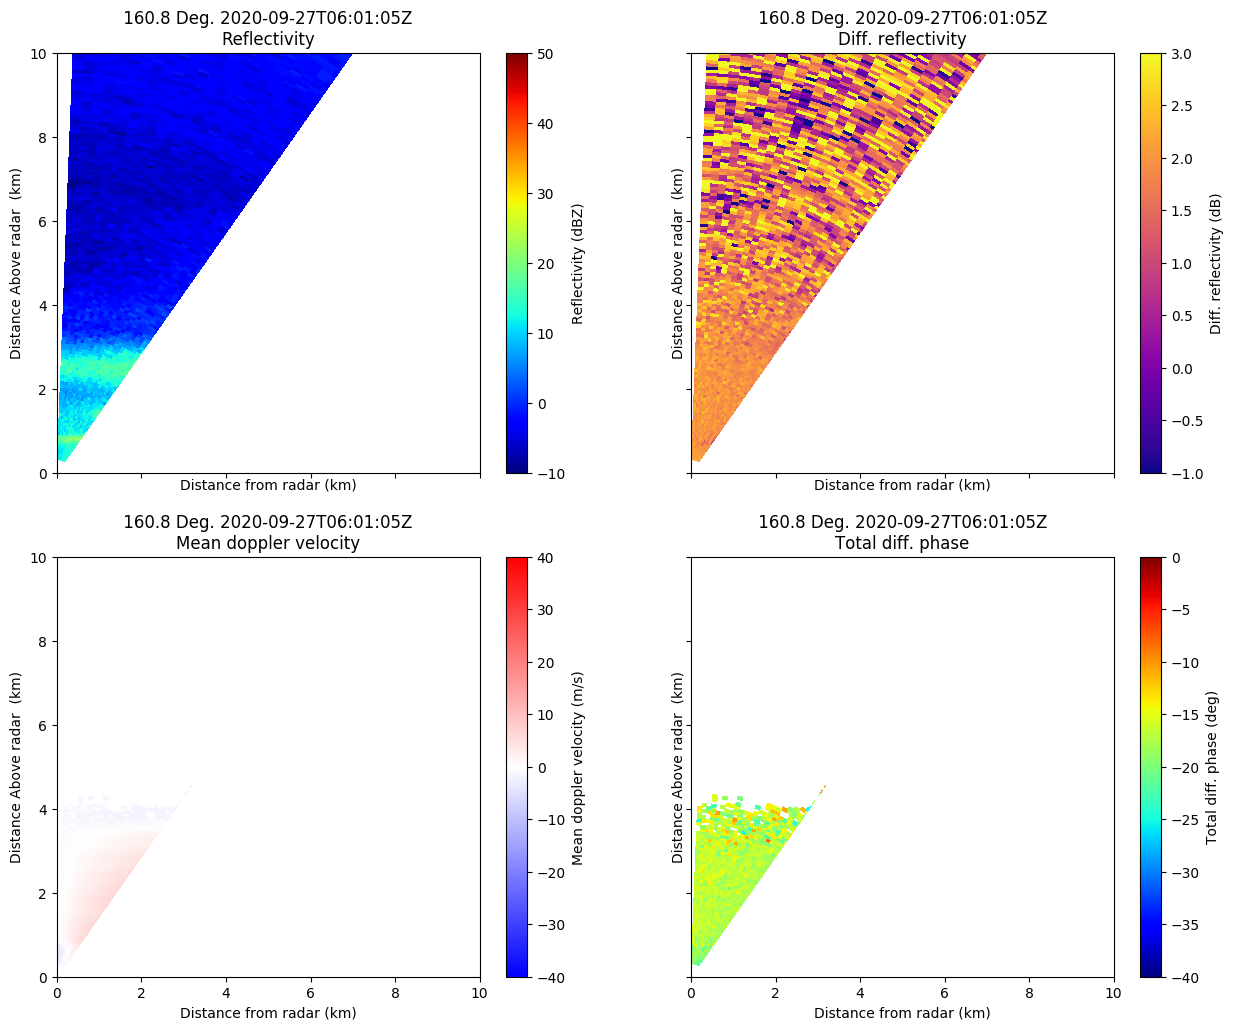 160.8 Deg. 2020-09-27T06:01:05Z
Reflectivity
10
8
6
4
2
0
Distance Above radar  (km)
Distance from radar (km)
50
40
30
20
10
0
−10
Reflectivity (dBZ)
160.8 Deg. 2020-09-27T06:01:05Z
Diff. reflectivity
Distance Above radar  (km)
Distance from radar (km)
3.0
2.5
2.0
1.5
1.0
0.5
0.0
−0.5
−1.0
Diff. reflectivity (dB)
160.8 Deg. 2020-09-27T06:01:05Z
Mean doppler velocity
10
8
6
4
2
0
Distance Above radar  (km)
0 2 4 6 8 10
Distance from radar (km)
40
30
20
10
0
−10
−20
−30
−40
Mean doppler velocity (m/s)
160.8 Deg. 2020-09-27T06:01:05Z
Total diff. phase
Distance Above radar  (km)
0 2 4 6 8 10
Distance from radar (km)
0
−5
−10
−15
−20
−25
−30
−35
−40
Total diff. phase (deg)